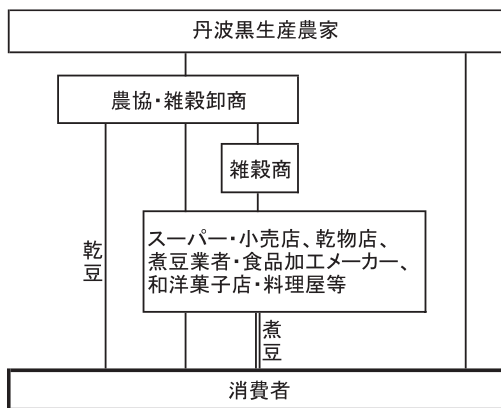 丹波黒生産農家
農協・雑穀卸商
雑穀商
スーパー・小売店、乾物店、
煮豆業者・食品加工メーカー、
和洋菓子店・料理屋等
乾豆
煮豆
消費者